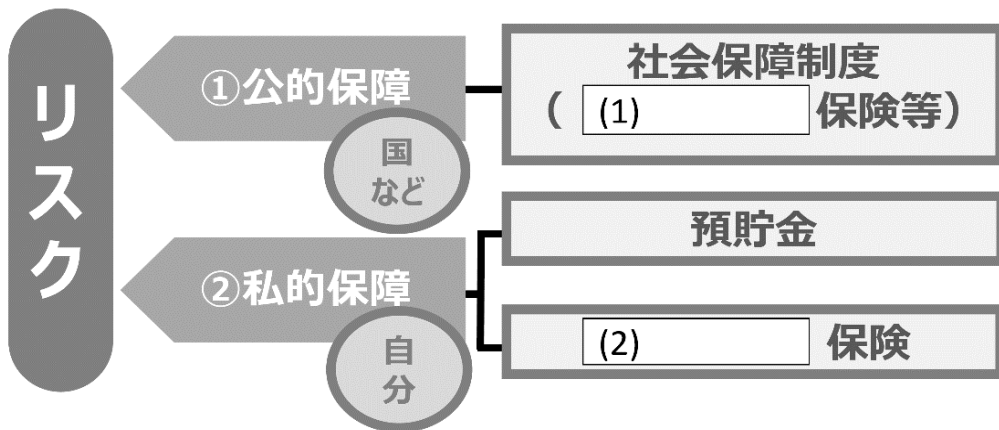 リスク
①公的保障
国
など
社会保障制度
( (1) 保険等)
②私的保障
自
分
預貯金
(2) 保険